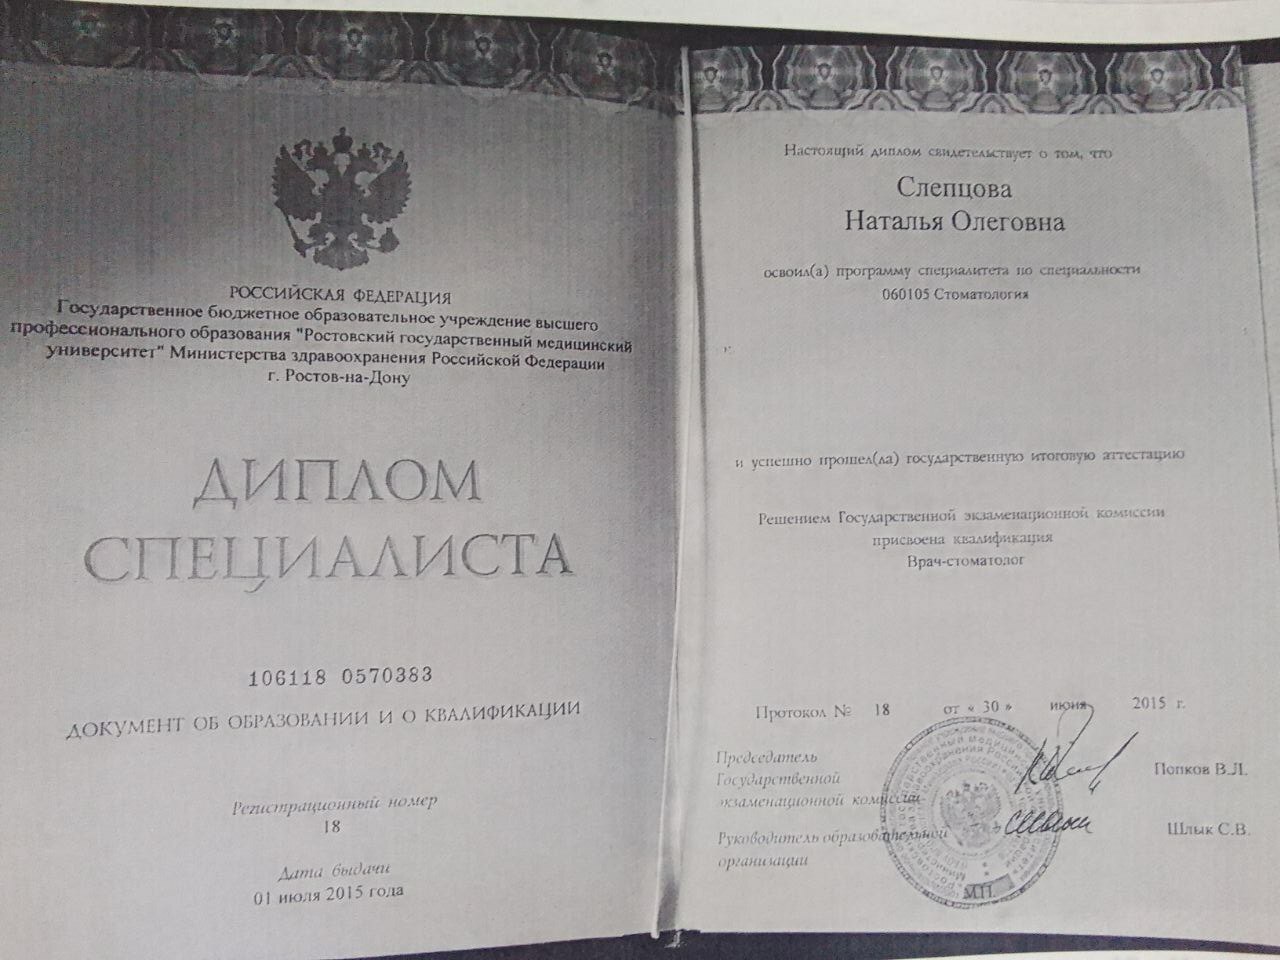 РОССИЙСКАЯ ФЕДЕРАЦИЯ
Государственное бюджетное образовательное учреждение высшего
профессионального образования "Ростовский государственный медицинский
университет" Министерства здравоохранения Российской Федерации
г. Ростов-на-Дону
ДИПЛОМ
СПЕЦИАЛИСТА
106118 0570383
ДОКУМЕНТ ОБ ОБРАЗОВАНИИ И О КВАЛИФИКАЦИИ
Регистрационный номер
18
Дата выдачи
01 июля 2015 года
Настоящий диплом свидетельствует о том, что
Слепцова
Наталья Олеговна
освоил(а) программу специалитета по специальности
060105 Стоматология
и успешно прошел(ла) государственную итоговую аттестацию
Решением Государственной экзаменационной комиссии
присвоена квалификация
Врач-стоматолог
Протокол № 18 от « 30 » июня 2015 г.
Председатель
Государственной
экзаменационной комиссии
Попков В.Л.
Руководитель образовательной
организации
Шлык С.В.
М.П.